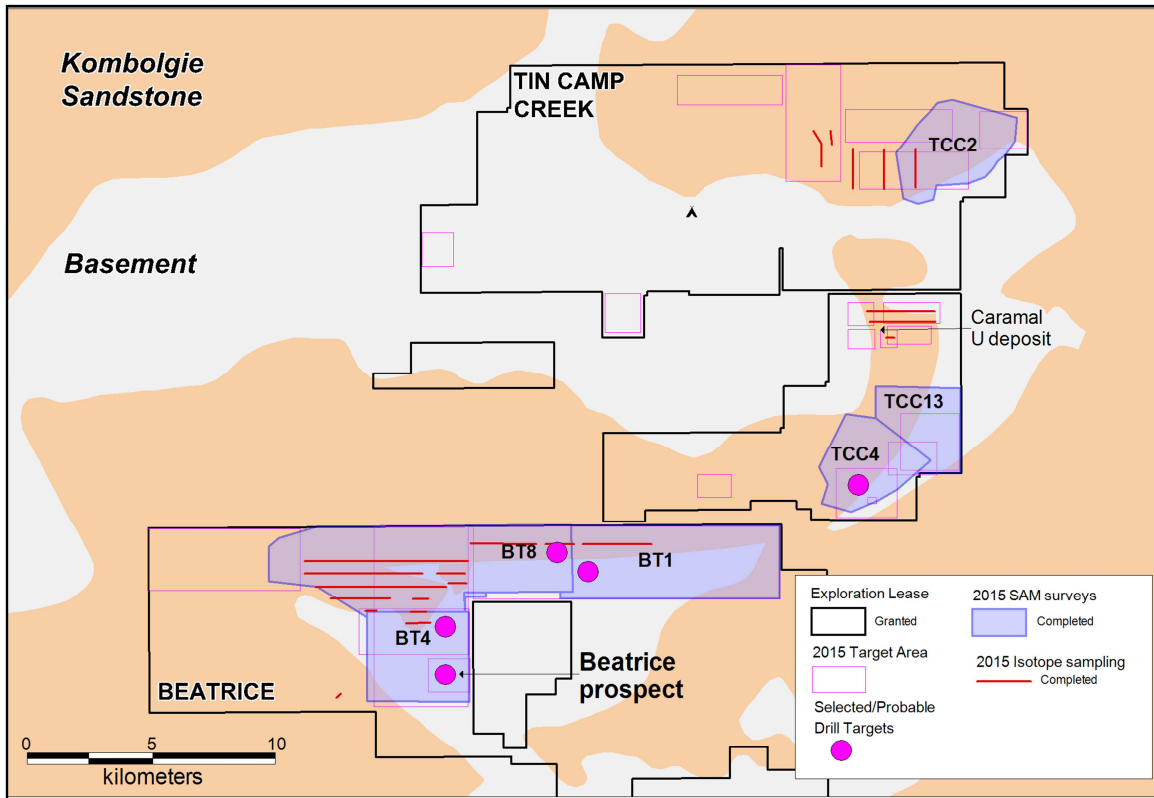 Kombolgie
Sandstone
TIN CAMP
CREEK
TCC2
Basement
Caramal
U deposit
TCC13
TCC4
BT8
BT1
BT4
Beatrice
prospect
BEATRICE
0 5 10
kilometers
Exploration Lease
Granted
2015 SAM surveys
Completed
2015 Target Area
2015 Isotope sampling
Completed
Selected/Probable
Drill Targets